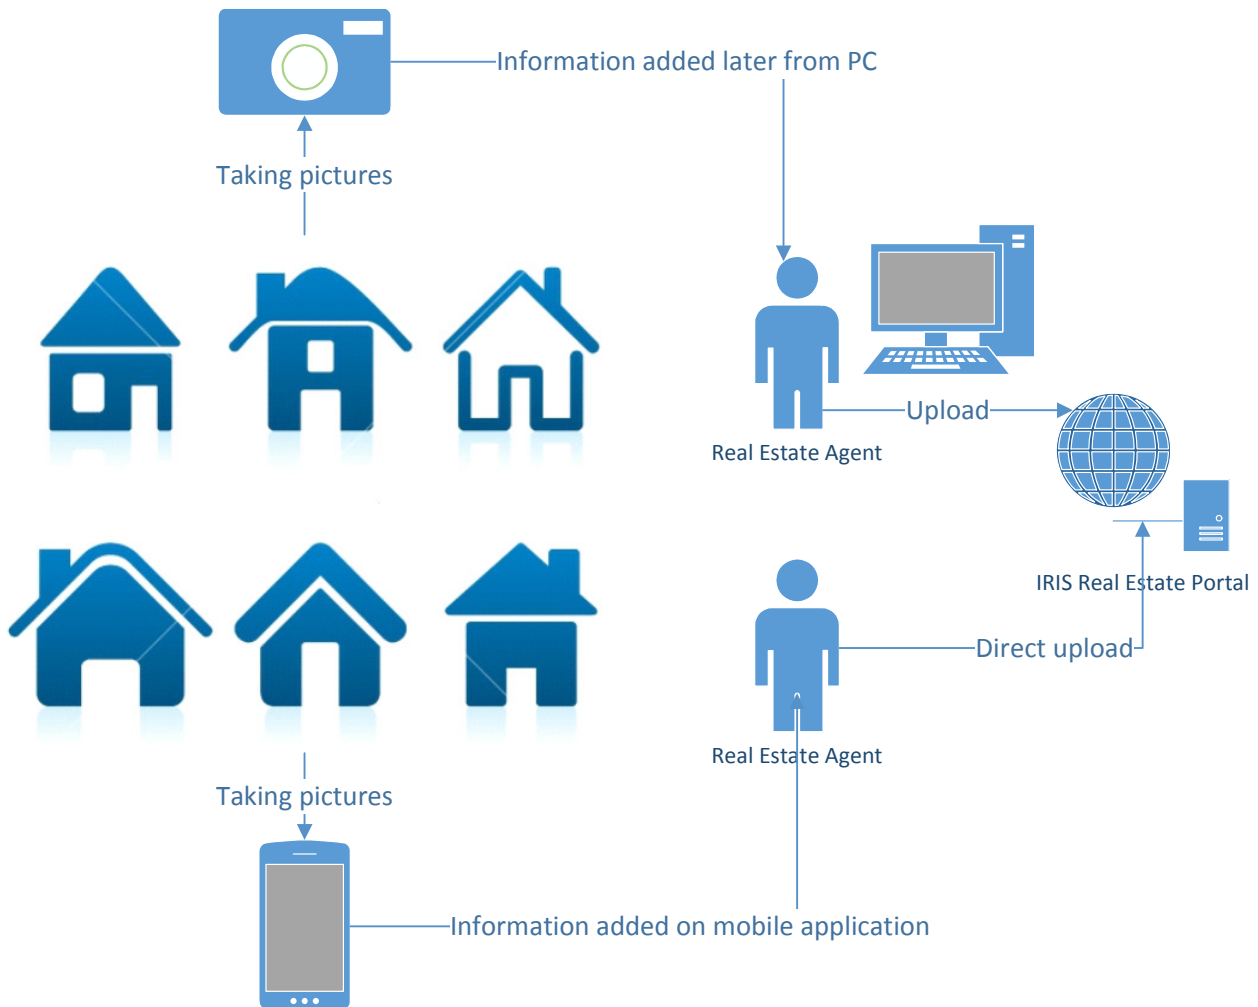 Information added later from PC
Taking pictures
Upload
Real Estate Agent
IRIS Real Estate Portal
Direct upload
Real Estate Agent
Taking pictures
Information added on mobile application